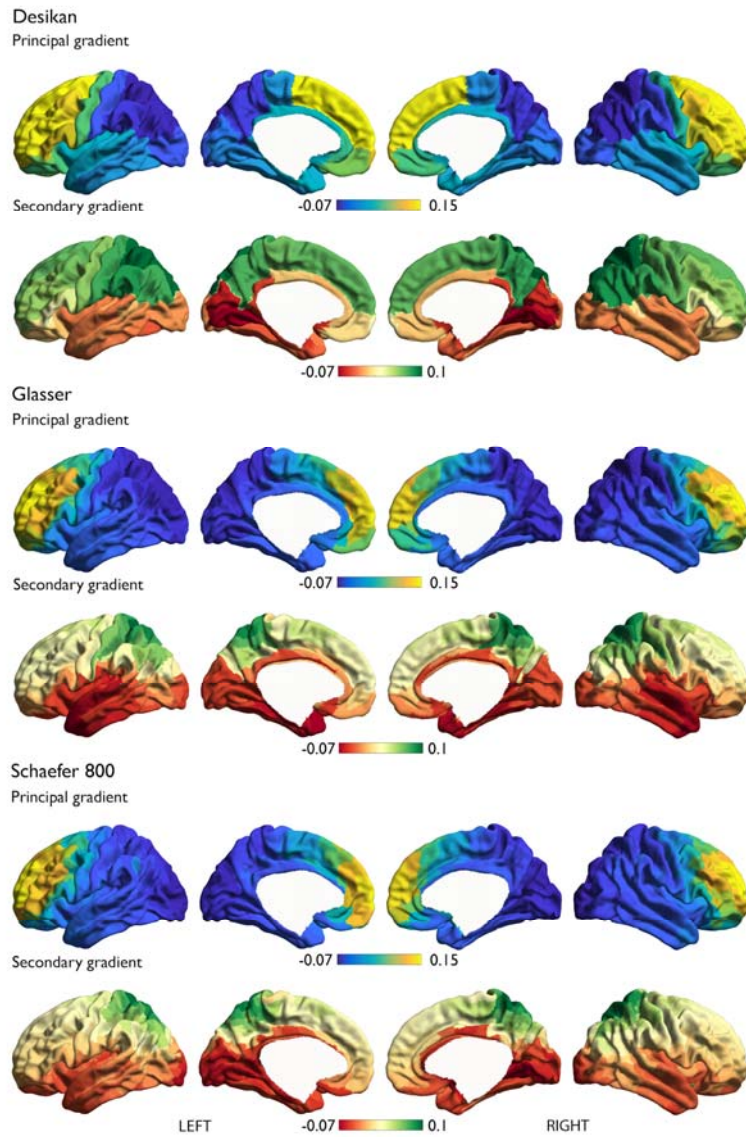 Desikan
Principal gradient
Secondary gradient
-0.07 0.15
-0.07 0.1
Glasser
Principal gradient
Secondary gradient
-0.07 0.15
-0.07 0.1
Schaefer 800
Principal gradient
Secondary gradient
-0.07 0.15
LEFT
-0.07 0.1
RIGHT